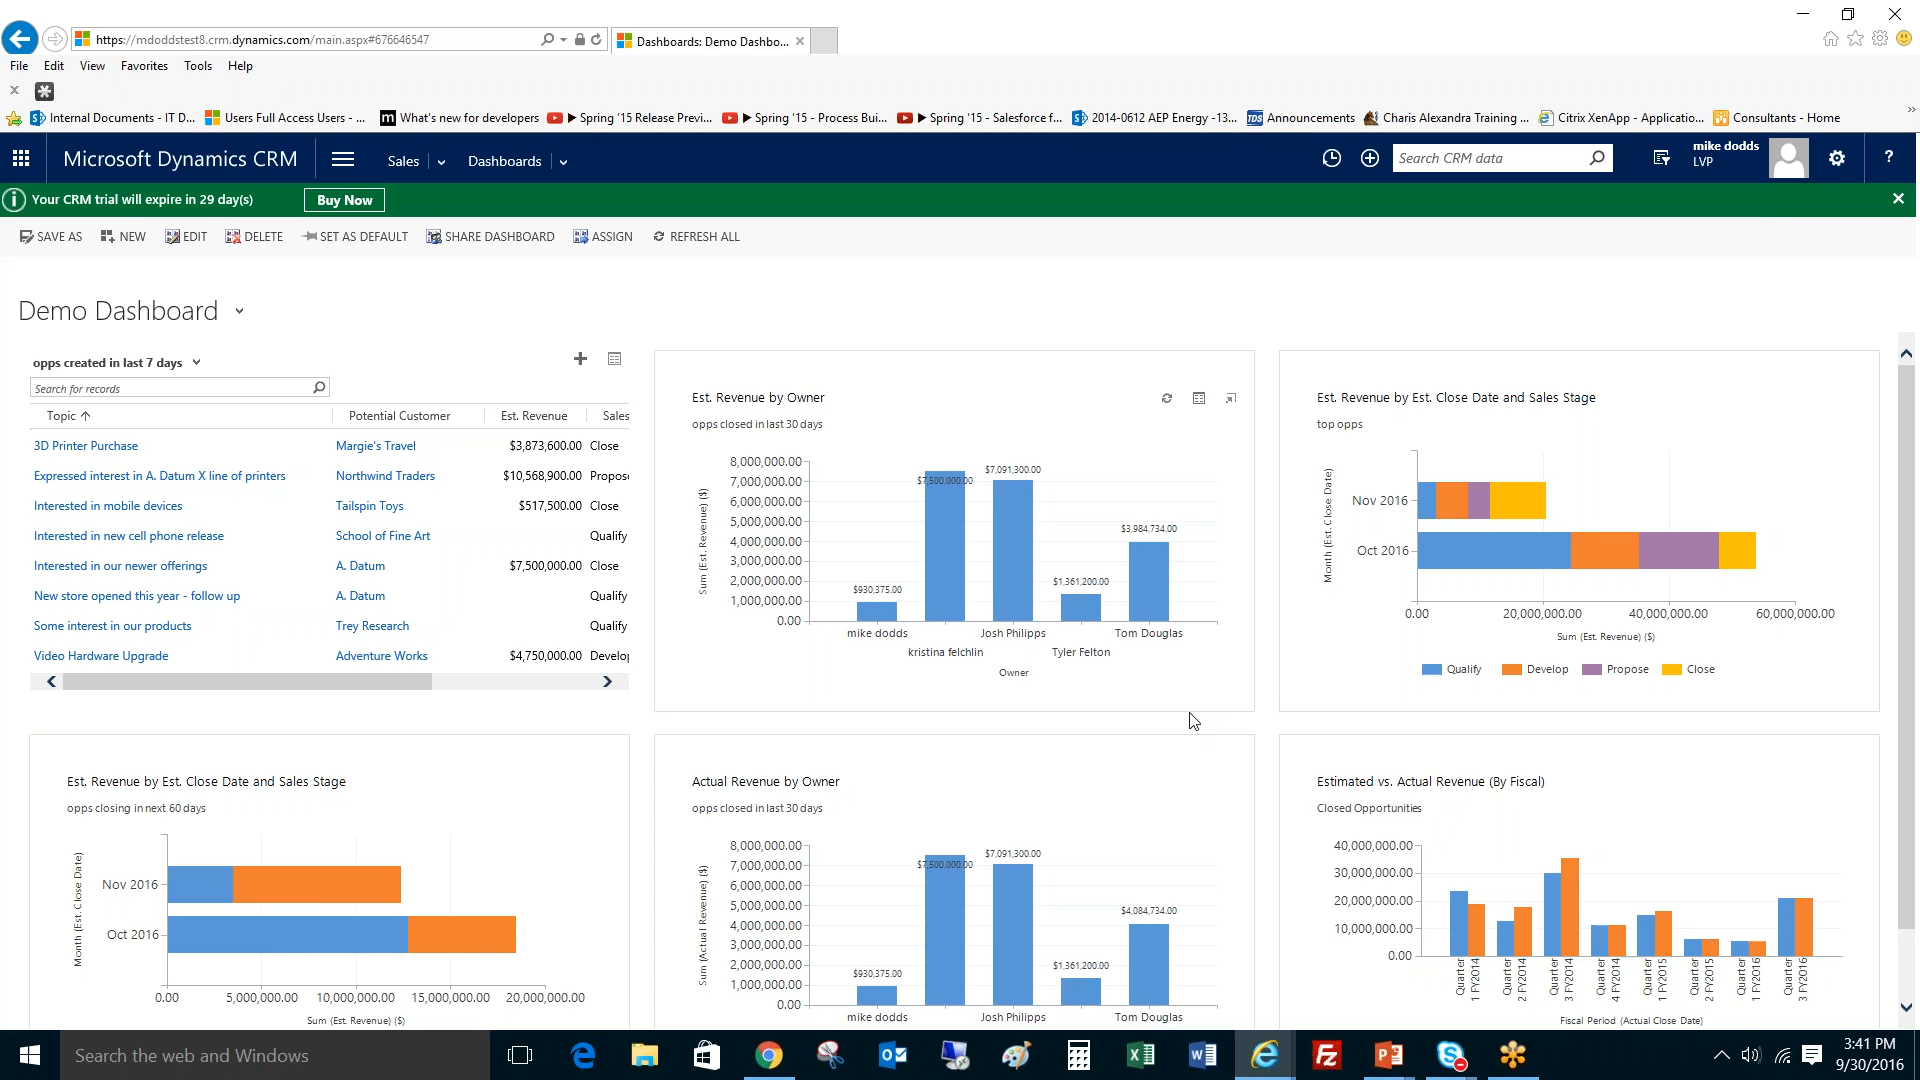 https://mdoddstest8.crm.dynamics.com/main.aspx#676646547
Dashboards: Demo Dashbo...
File Edit View Favorites Tools Help
Internal Documents - IT D...
Users Full Access Users - ...
What's new for developers
Spring '15 Release Previ...
Spring '15 - Process Bui...
Spring '15 - Salesforce f...
2014-0612 AEP Energy -13...
Announcements
Charis Alexandra Training ...
Citrix XenApp - Applicatio...
Consultants - Home
Microsoft Dynamics CRM
Sales
Dashboards
Search CRM data
mike dodds
LVP
?
Your CRM trial will expire in 29 day(s)
Buy Now
SAVE AS NEW EDIT DELETE SET AS DEFAULT SHARE DASHBOARD ASSIGN REFRESH ALL
Demo Dashboard
opps created in last 7 days
Search for records
Topic Potential Customer Est. Revenue Sales
3D Printer Purchase Margie's Travel $3,873,600.00 Close
Expressed interest in A. Datum X line of printers Northwind Traders $10,568,900.00 Propos
Interested in mobile devices Tailspin Toys $517,500.00 Close
Interested in new cell phone release School of Fine Art Qualify
Interested in our newer offerings A. Datum $7,500,000.00 Close
New store opened this year - follow up A. Datum Qualify
Some interest in our products Trey Research Qualify
Video Hardware Upgrade Adventure Works $4,750,000.00 Develop
Est. Revenue by Owner
opps closed in last 30 days
Sum (Est. Revenue) ($)
8,000,000.00
7,000,000.00
6,000,000.00
5,000,000.00
4,000,000.00
3,000,000.00
2,000,000.00
1,000,000.00
0.00
$930,375.00
$7,500,000.00
$7,091,300.00
$1,361,200.00
$3,984,734.00
mike dodds
kristina felchlin
Josh Philipps
Tyler Felton
Tom Douglas
Owner
Est. Revenue by Est. Close Date and Sales Stage
top opps
Month (Est. Close Date)
Nov 2016
Oct 2016
0.00 20,000,000.00 40,000,000.00 60,000,000.00
Sum (Est. Revenue) ($)
Qualify Develop Propose Close
Est. Revenue by Est. Close Date and Sales Stage
opps closing in next 60 days
Month (Est. Close Date)
Nov 2016
Oct 2016
0.00 5,000,000.00 10,000,000.00 15,000,000.00 20,000,000.00
Sum (Est. Revenue) ($)
Actual Revenue by Owner
opps closed in last 30 days
Sum (Actual Revenue) ($)
8,000,000.00
7,000,000.00
6,000,000.00
5,000,000.00
4,000,000.00
3,000,000.00
2,000,000.00
1,000,000.00
0.00
$930,375.00
$7,500,000.00
$7,091,300.00
$1,361,200.00
$4,084,734.00
mike dodds
Josh Philipps
Tom Douglas
Estimated vs. Actual Revenue (By Fiscal)
Closed Opportunities
40,000,000.00
30,000,000.00
20,000,000.00
10,000,000.00
0.00
Quarter 1 FY2014
Quarter 2 FY2014
Quarter 3 FY2014
Quarter 4 FY2014
Quarter 1 FY2015
Quarter 2 FY2015
Quarter 1 FY2016
Quarter 3 FY2016
Fiscal Period (Actual Close Date)
Search the web and Windows
3:41 PM
9/30/2016